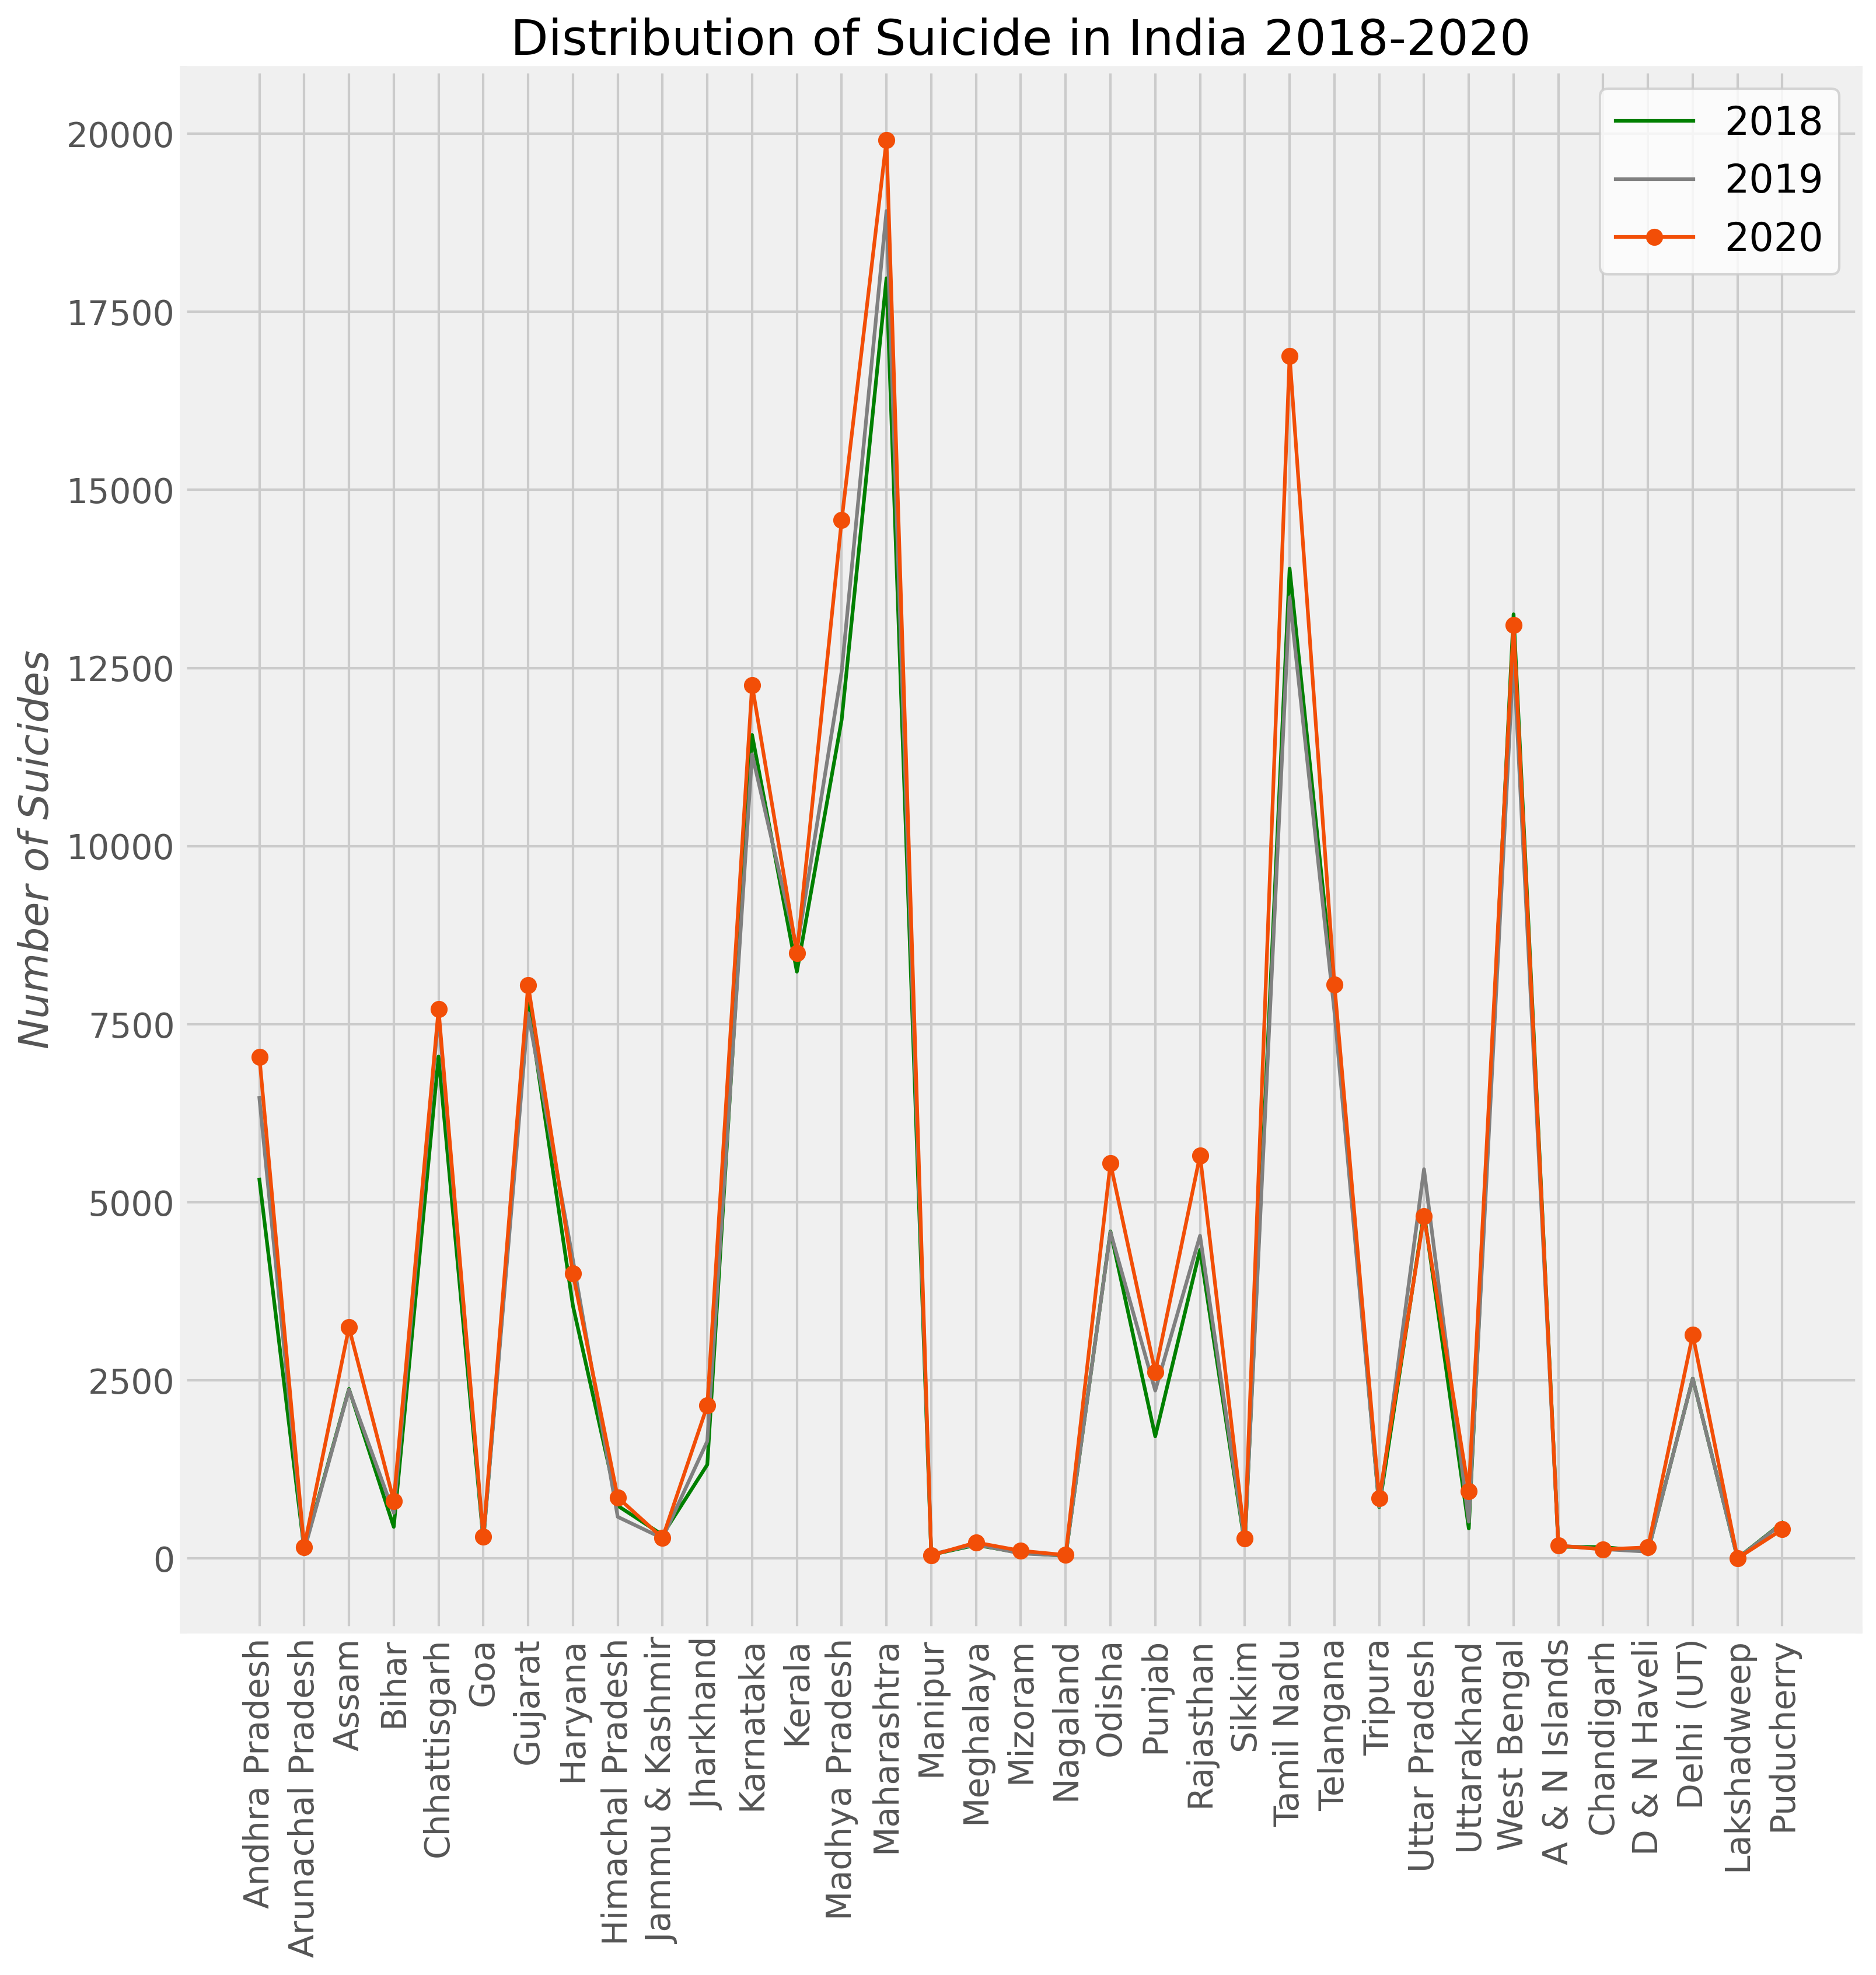 Distribution of Suicide in India 2018-2020
2018
2019
2020
Number of Suicides
20000
17500
15000
12500
10000
7500
5000
2500
0
Andhra Pradesh
Arunachal Pradesh
Assam
Bihar
Chhattisgarh
Goa
Gujarat
Haryana
Himachal Pradesh
Jammu & Kashmir
Jharkhand
Karnataka
Kerala
Madhya Pradesh
Maharashtra
Manipur
Meghalaya
Mizoram
Nagaland
Odisha
Punjab
Rajasthan
Sikkim
Tamil Nadu
Telangana
Tripura
Uttar Pradesh
Uttarakhand
West Bengal
A & N Islands
Chandigarh
D & N Haveli
Delhi (UT)
Lakshadweep
Puducherry